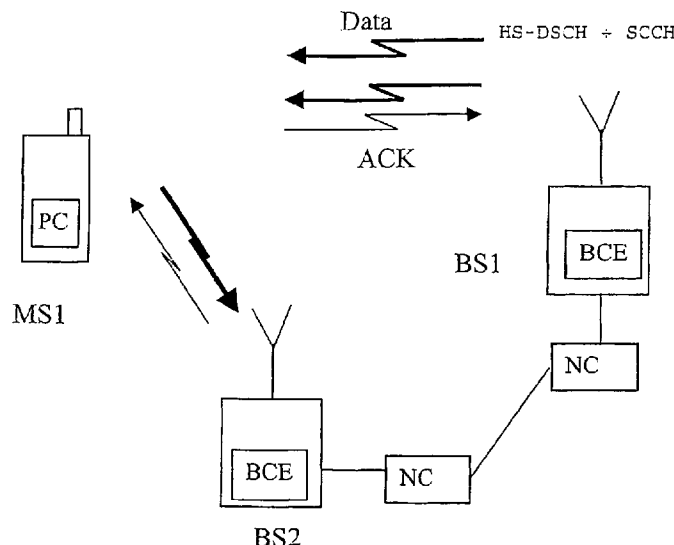 Data
HS-DSCH ÷ SCCH
ACK
PC
MS1
BS1
BCE
NC
BCE
NC
BS2